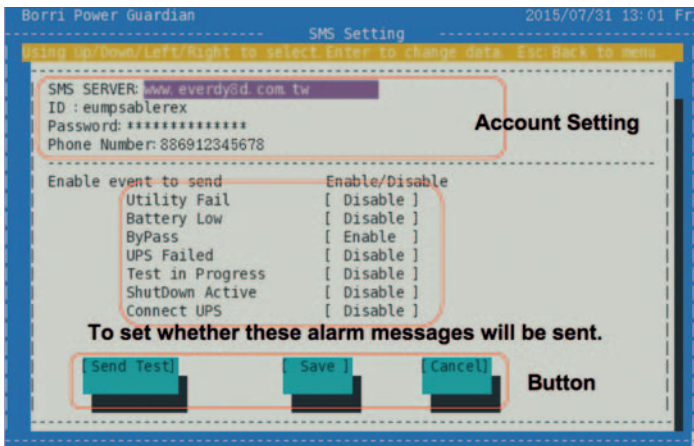 Borri Power Guardian 2015/07/31 13:01 Fr
SMS Setting
Using up/Down/Left/Right to select.Enter to change data. Esc:Back to menu
SMS SERVER: www.everdy8d.com.tw
ID : eumpsablerex
Password: **************
Phone Number: 886912345678
Account Setting
Enable event to send Enable/Disable
Utility Fail [ Disable ]
Battery Low [ Disable ]
ByPass [ Enable ]
UPS Failed [ Disable ]
Test in Progress [ Disable ]
ShutDown Active [ Disable ]
Connect UPS [ Disable ]
To set whether these alarm messages will be sent.
[Send Test] [ Save ] [Cancel]
Button